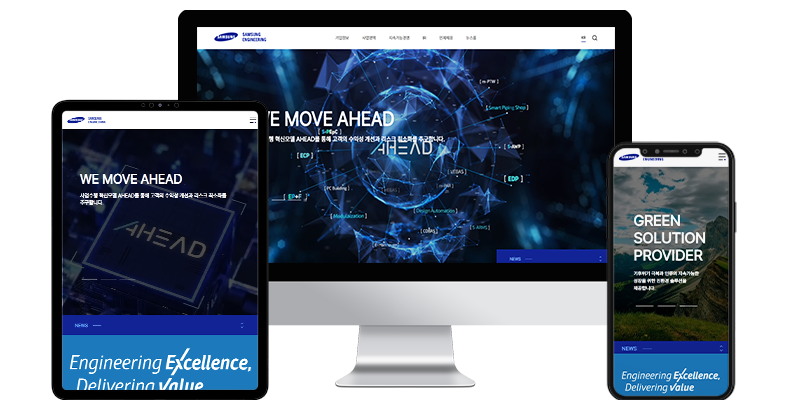 SAMSUNG
SAMSUNG
ENGINEERING
기업정보 사업영역 지속가능경영 IR 인재채용 뉴스룸
KR
WE MOVE AHEAD
혁신모델 AHEAD를 통해 고객의 수익성 개선과 리스크 최소화를 추구합니다.
AHEAD
[ m-PTW ]
[ Smart Piping Shop ]
[ S-AWP ]
[ EDP ]
[ ECP ]
[ PC Building ]
[ EP+F ]
[ Modularization ]
[ Design Automation ]
[ S-ARMS ]
NEWS
SAMSUNG
SAMSUNG
WE MOVE AHEAD
사업수행 혁신모델 AHEAD를 통해 고객의 수익성 개선과 리스크 최소화를
추구합니다.
AHEAD
NEWS
Engineering Excellence,
Delivering Value
SAMSUNG
ENGINEERING
GREEN
SOLUTION
PROVIDER
기후위기 극복과 인류의 지속가능한
성장을 위한 친환경 솔루션을
제공합니다.
NEWS
Engineering Excellence,
Delivering Value